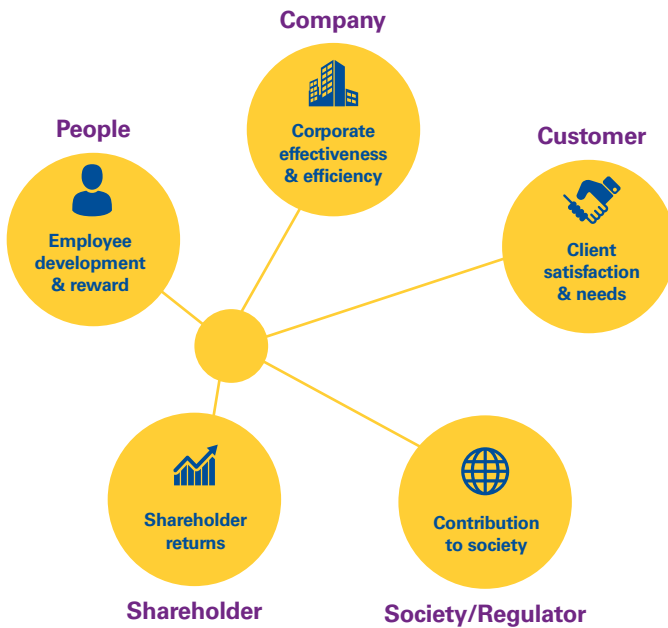 Company
Corporate
effectiveness
& efficiency
People
Employee
development
& reward
Customer
Client
satisfaction
& needs
Shareholder
returns
Shareholder
Contribution
to society
Society/Regulator